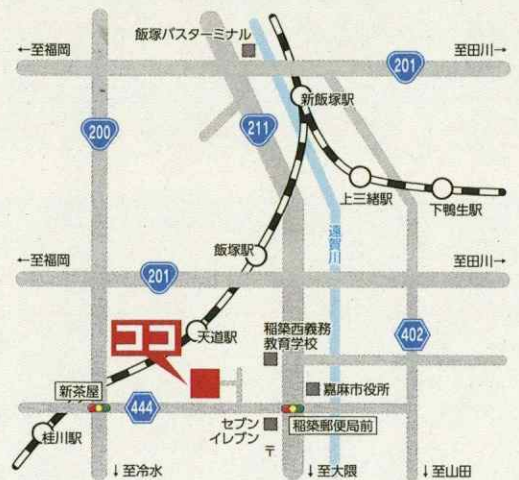 飯塚バスターミナル
←至福岡
至田川→
201
新飯塚駅
200
211
上三緒駅
下鴨生駅
遠賀川
飯塚駅
←至福岡
201
至田川→
ココ
天道駅
稲築西義務
教育学校
402
新茶屋
444
嘉麻市役所
セブン
イレブン
稲築郵便局前
〒
桂川駅
↓至冷水
↓至大隈
↓至山田